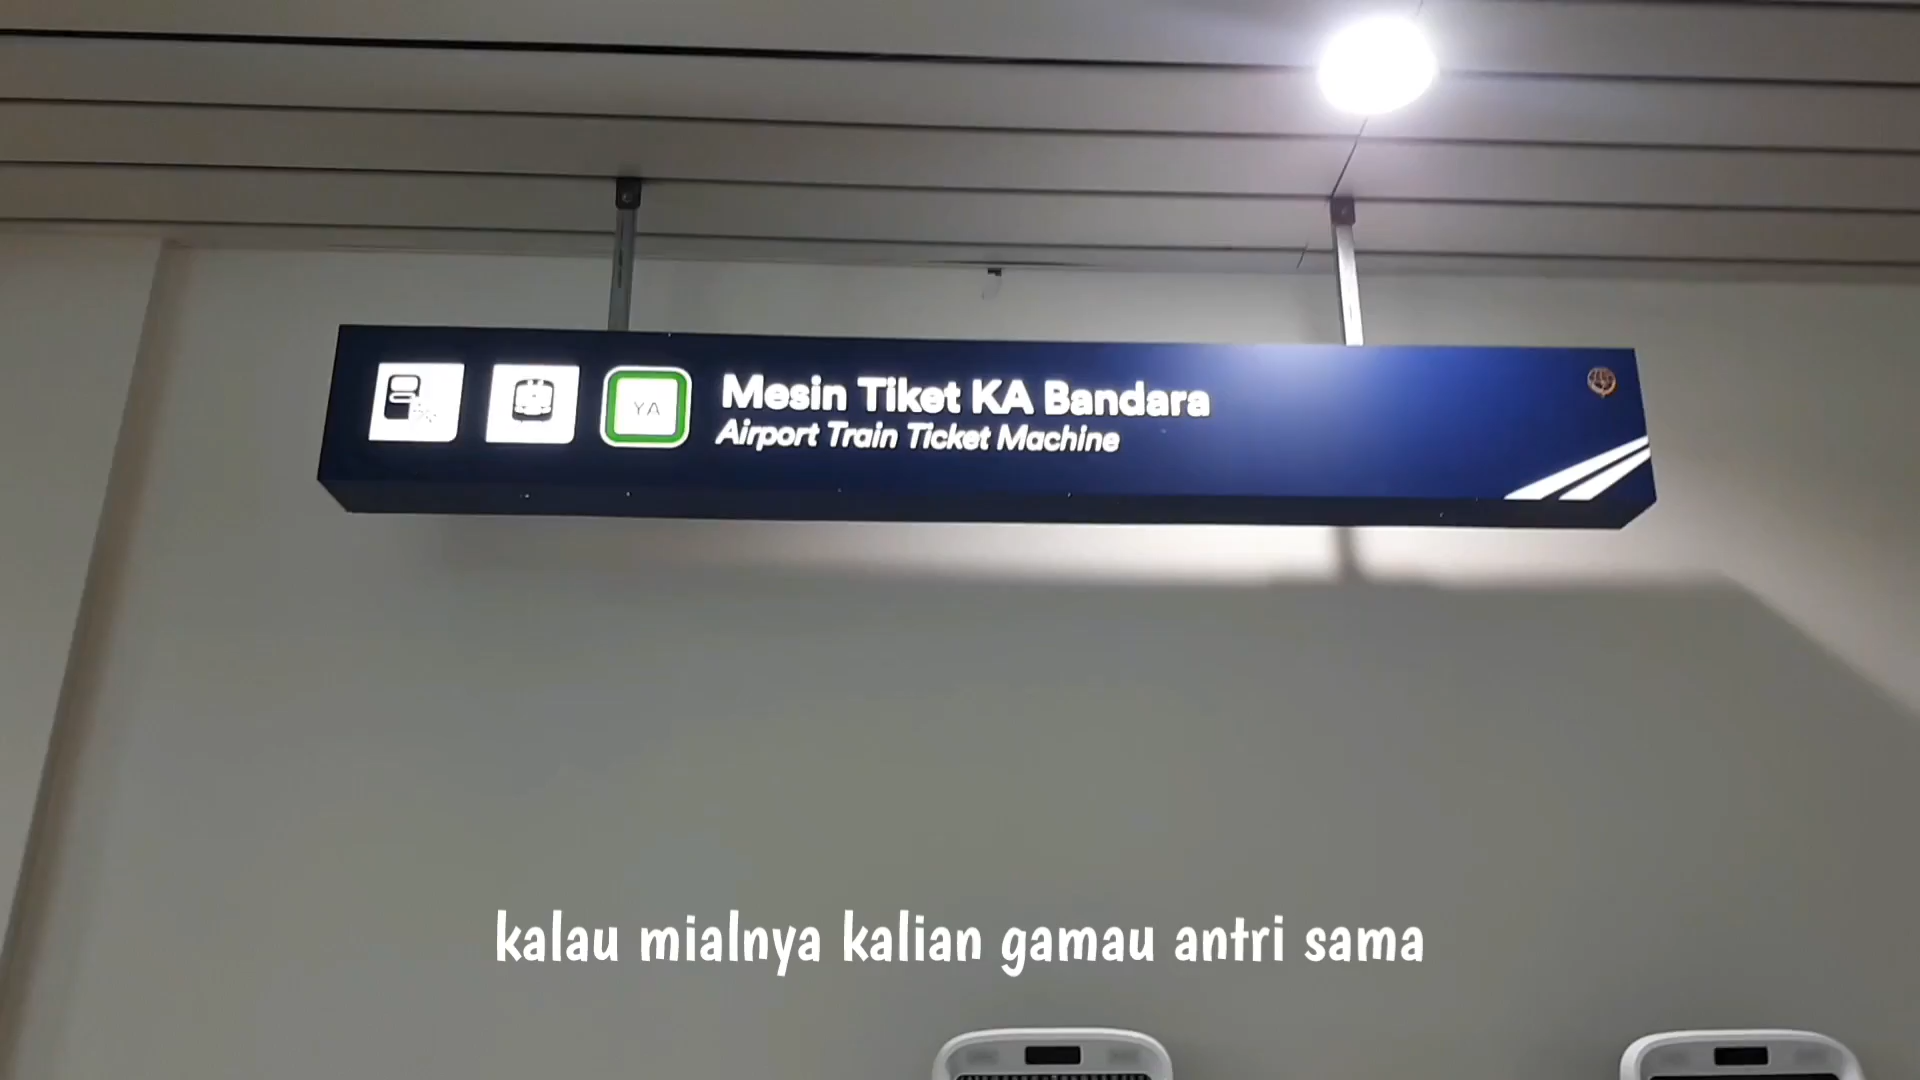 YA
Mesin Tiket KA Bandara
Airport Train Ticket Machine
kalau mialnya kalian gamau antri sama